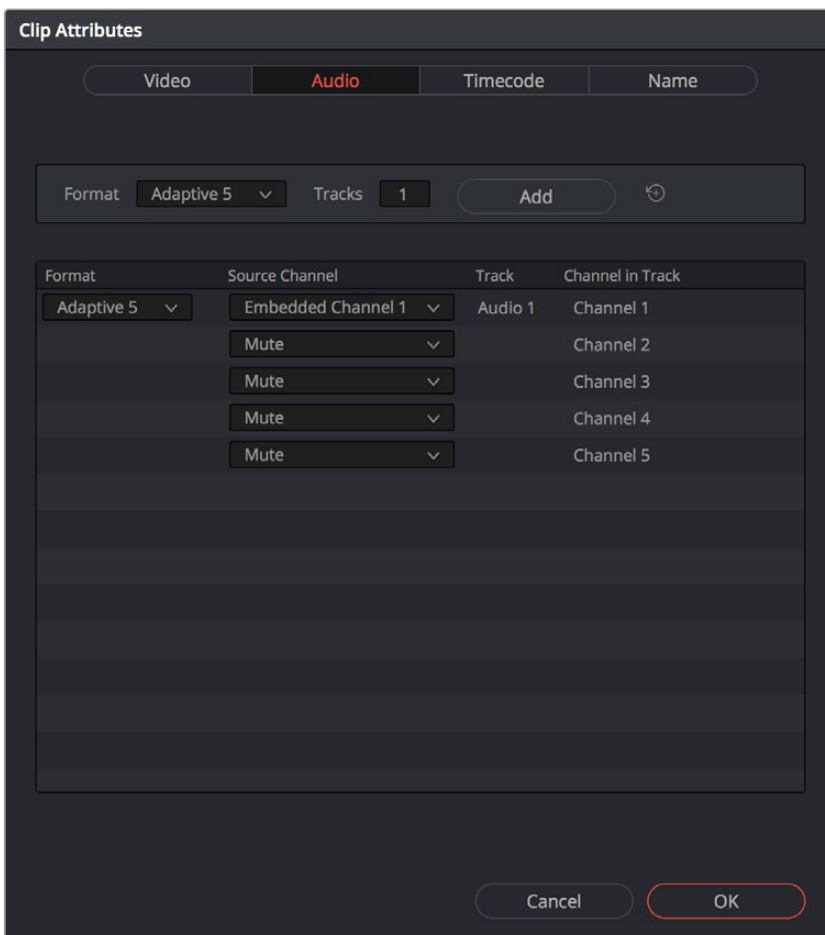 Clip Attributes
Video Audio Timecode Name
Format Adaptive 5 Tracks 1 Add
Format Source Channel Track Channel in Track
Adaptive 5 Embedded Channel 1 Audio 1 Channel 1
Mute Channel 2
Mute Channel 3
Mute Channel 4
Mute Channel 5
Cancel OK